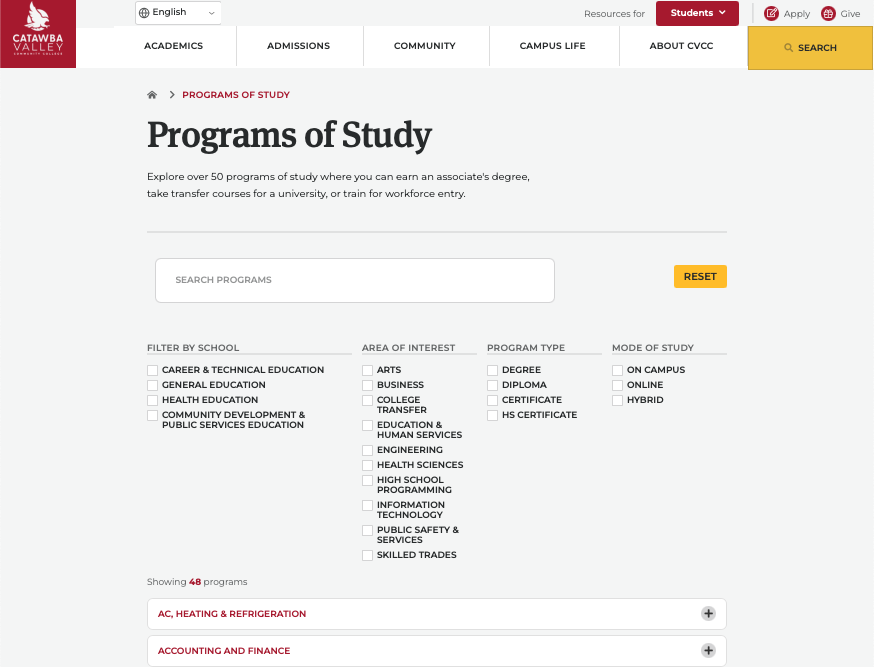 English
Resources for
Students
Apply
Give
CATAWBA
VALLEY
COMMUNITY COLLEGE
ACADEMICS
ADMISSIONS
COMMUNITY
CAMPUS LIFE
ABOUT CVCC
SEARCH
PROGRAMS OF STUDY
Programs of Study
Explore over 50 programs of study where you can earn an associate's degree,
take transfer courses for a university, or train for workforce entry.
SEARCH PROGRAMS
RESET
FILTER BY SCHOOL
CAREER & TECHNICAL EDUCATION
GENERAL EDUCATION
HEALTH EDUCATION
COMMUNITY DEVELOPMENT &
PUBLIC SERVICES EDUCATION
AREA OF INTEREST
ARTS
BUSINESS
COLLEGE
TRANSFER
EDUCATION &
HUMAN SERVICES
ENGINEERING
HEALTH SCIENCES
HIGH SCHOOL
PROGRAMMING
INFORMATION
TECHNOLOGY
PUBLIC SAFETY &
SERVICES
SKILLED TRADES
PROGRAM TYPE
DEGREE
DIPLOMA
CERTIFICATE
HS CERTIFICATE
MODE OF STUDY
ON CAMPUS
ONLINE
HYBRID
Showing 48 programs
AC, HEATING & REFRIGERATION
ACCOUNTING AND FINANCE